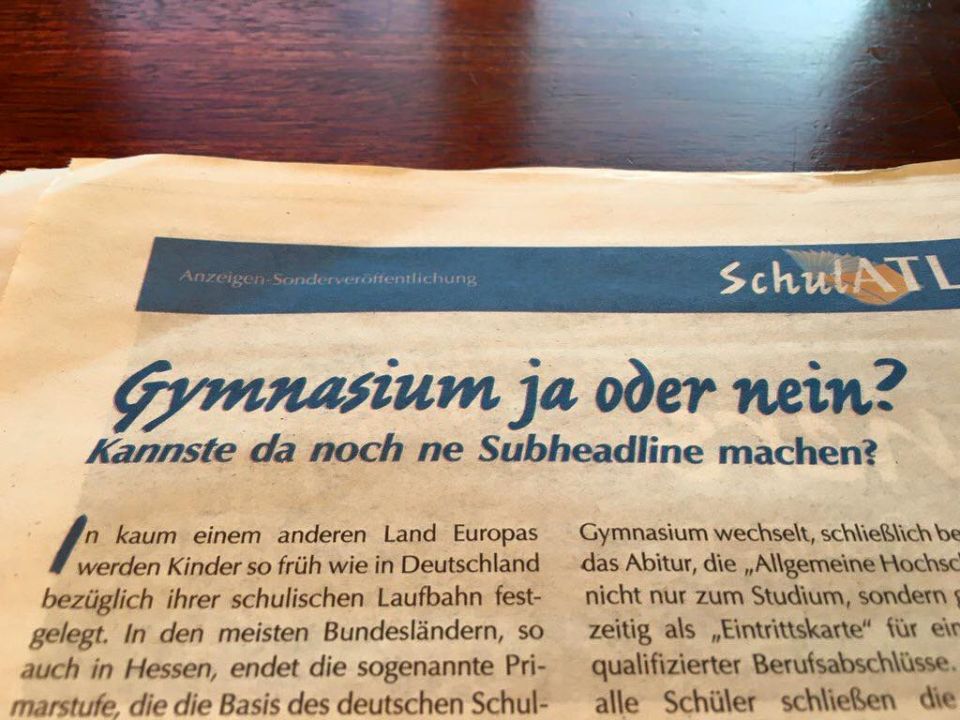 Anzeigen-Sonderveröffentlichung
SchulATL
Gymnasium ja oder nein?
Kannste da noch ne Subheadline machen?
In kaum einem anderen Land Europas
werden Kinder so früh wie in Deutschland
bezüglich ihrer schulischen Laufbahn fest-
gelegt. In den meisten Bundesländern, so
auch in Hessen, endet die sogenannte Pri-
marstufe, die die Basis des deutschen Schul-
Gymnasium wechselt, schließlich be
das Abitur, die „Allgemeine Hochsc
nicht nur zum Studium, sondern g
zeitig als „Eintrittskarte“ für ein
qualifizierter Berufsabschlüsse.
alle Schüler schließen die